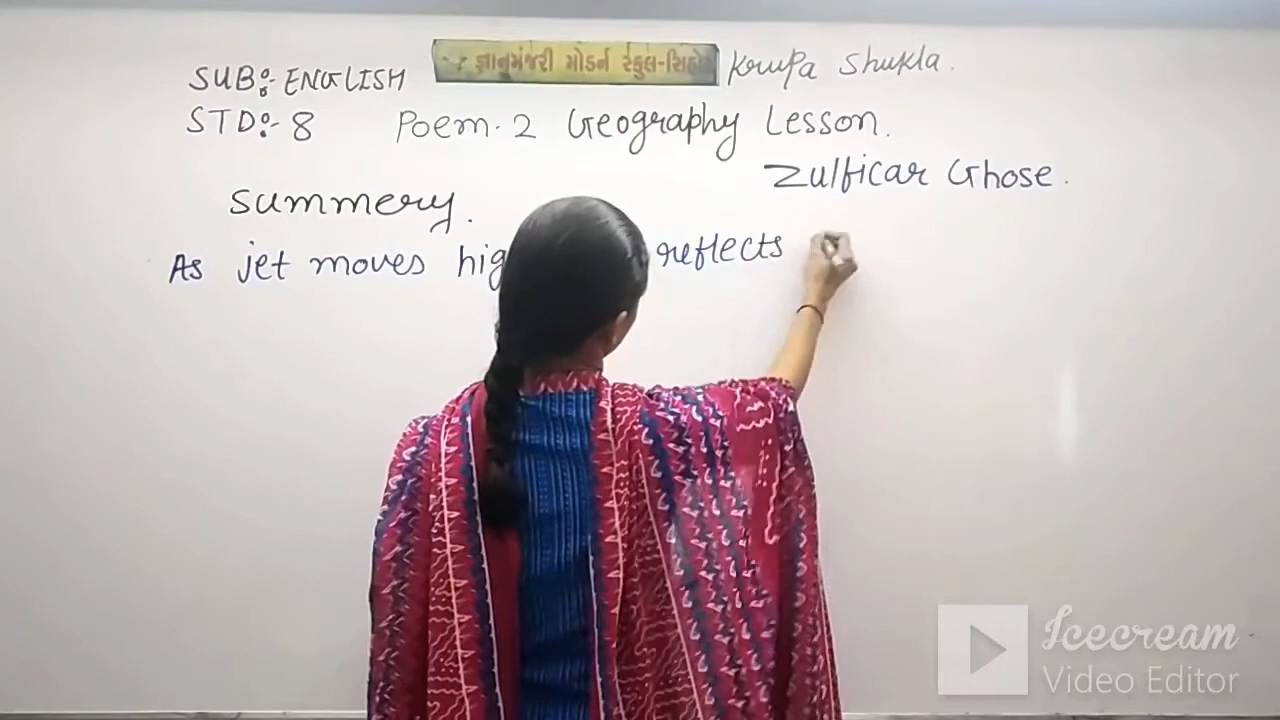 SUB:- ENGLISH
જ્ઞાનમંજરી મોડર્ન સ્કુલ-સિહોર
Krupa Shukla.
STD:- 8 Poem.2 Geography Lesson.
Zulficar Ghose.
Summery.
As jet moves reflects
Icecream
Video Editor